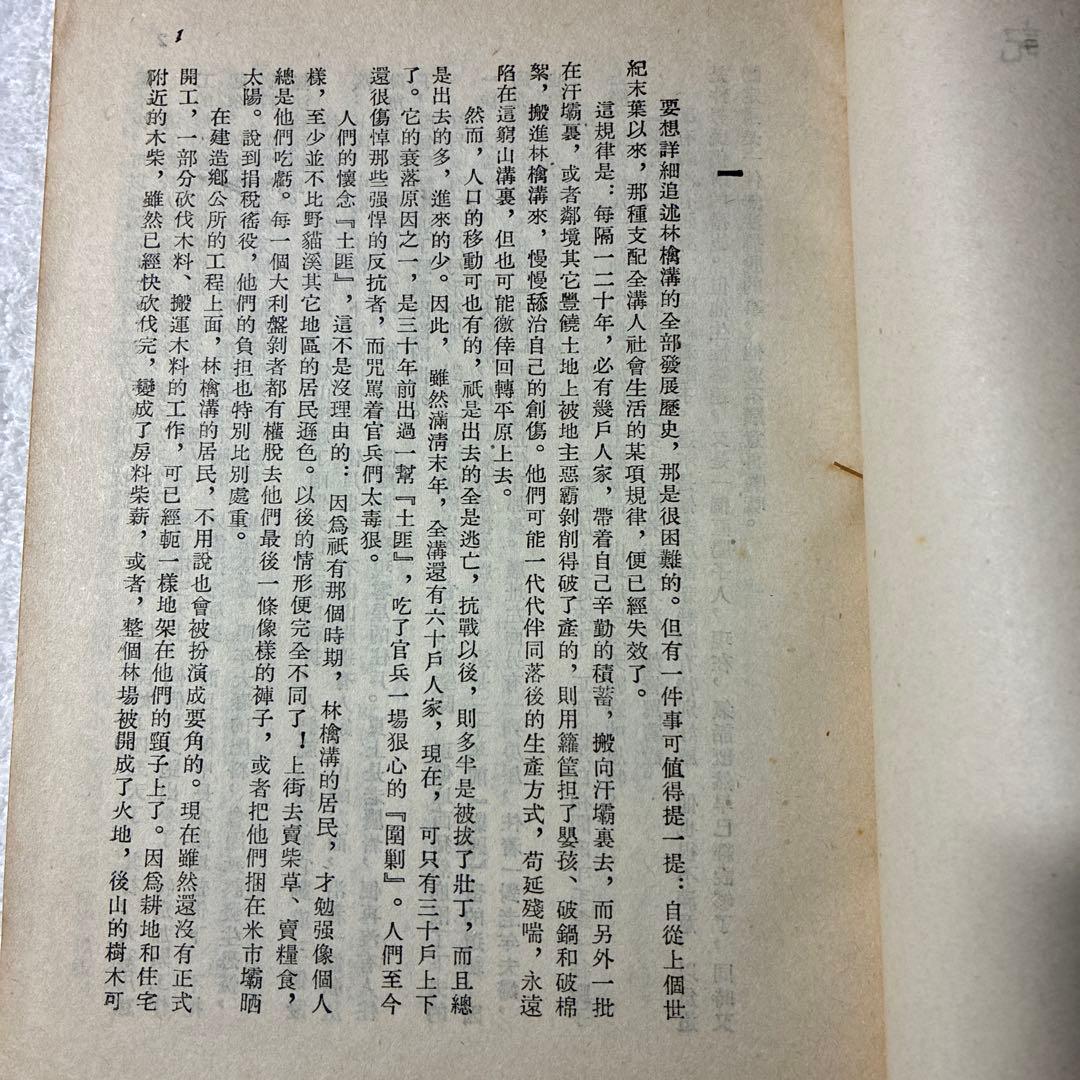 一
要想詳細追述林檎溝的全部發展歷史，那是很困難的。但有一件事可值得提一提：自從上個世
紀末葉以來，那種支配全溝人社會生活的某項規律，便已經失效了。
這規律是：每隔一二十年，必有幾戶人家，帶着自己辛勤的積蓄，搬向汗壩裏去，而另外一批
在汗壩裏，或者鄰境其它豐饒土地上被地主惡霸剝削得破了產的，則用籮筐担了嬰孩、破鍋和破棉
絮，搬進林檎溝來，慢慢舔治自己的創傷。他們可能一代代伴同落後的生產方式，苟延殘喘，永遠
陷在這窮山溝裏，但也可能徼倖回轉平原上去。
然而，人口的移動可也有的，祇是出去的全是逃亡，抗戰以後，則多半是被拔了壯丁，而且總
是出去的多，進來的少。因此，雖然滿清末年，全溝還有六十戶人家，現在，可只有三十戶上下
了。它的衰落原因之一，是三十年前出過一幫『土匪』，吃了官兵一場狠心的『圍剿』。人們至今
還很傷悼那些强悍的反抗者，而咒罵着官兵們太毒狠。
人們的懷念『土匪』，這不是沒理由的：因爲祇有那個時期，林檎溝的居民，才勉强像個人
樣，至少並不比野貓溪其它地區的居民遜色。以後的情形便完全不同了！上街去賣柴草、賣糧食，
總是他們吃虧。每一個大利盤剝者都有權脫去他們最後一條像樣的褲子，或者把他們捆在米市壩晒
太陽。說到捐稅徭役，他們的負担也特別比別處重。
在建造鄉公所的工程上面，林檎溝的居民，不用說也會被扮演成要角的。現在雖然還沒有正式
開工，一部分砍伐木料、搬運木料的工作，可已經軛一樣地架在他們的頸子上了。因爲耕地和住宅
附近的木柴，雖然已經快砍伐完，變成了房料柴薪，或者，整個林場被開成了火地，後山的樹木可
1